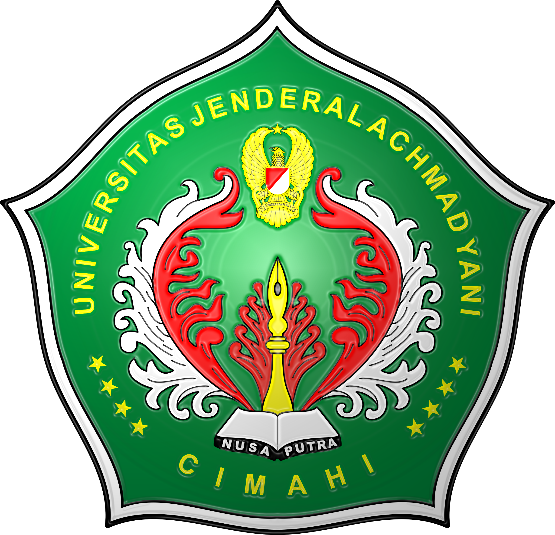 UNIVERSITAS JENDERAL ACHMAD YANI
NUSA PUTRA
CIMAHI